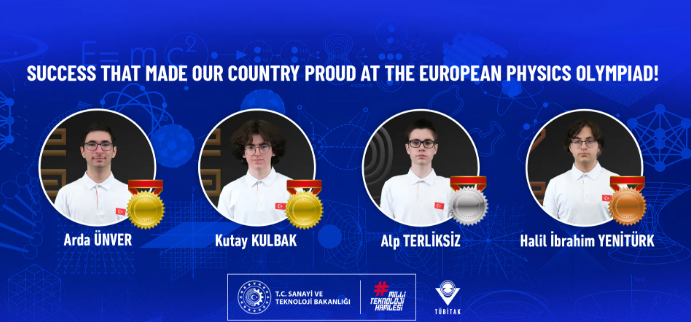 E=mc²
SUCCESS THAT MADE OUR COUNTRY PROUD AT THE EUROPEAN PHYSICS OLYMPIAD!
Arda ÜNVER
Kutay KULBAK
Alp TERLİKSİZ
Halil İbrahim YENİTÜRK
T.C. SANAYİ VE
TEKNOLOJİ BAKANLIĞI
#MİLLİ
TEKNOLOJİ
HAMLESİ
TÜBİTAK